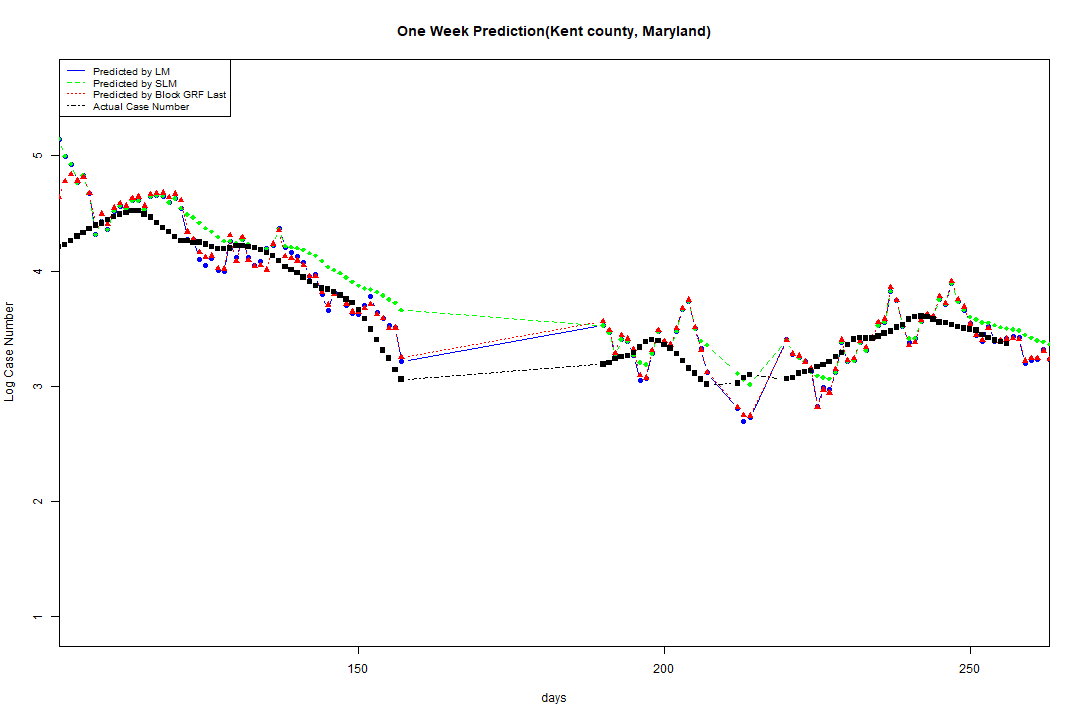 One Week Prediction(Kent county, Maryland)
Predicted by LM
Predicted by SLM
Predicted by Block GRF Last
Actual Case Number
5
4
3
2
1
Log Case Number
150 200 250
days